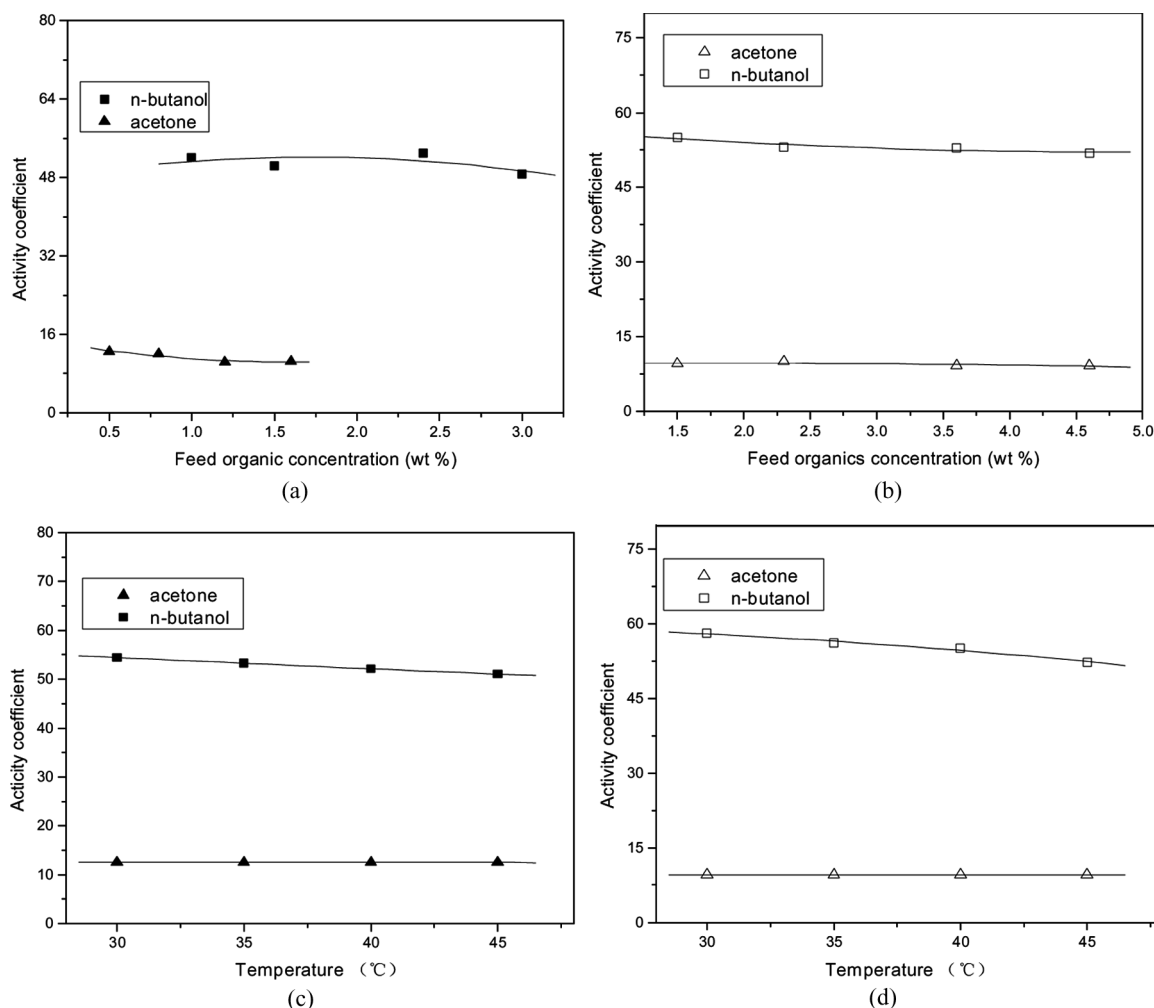 80
64
48
32
16
0
Activity coefficient
n-butanol
acetone
0.5 1.0 1.5 2.0 2.5 3.0
Feed organic concentration (wt %)
(a)
75
60
45
30
15
0
Activity coefficient
acetone
n-butanol
1.5 2.0 2.5 3.0 3.5 4.0 4.5 5.0
Feed organics concentration (wt %)
(b)
80
70
60
50
40
30
20
10
0
Acticity coefficient
acetone
n-butanol
30 35 40 45
Temperature （℃）
(c)
75
60
45
30
15
0
Activity coefficient
acetone
n-butanol
30 35 40 45
Temperature （℃）
(d)